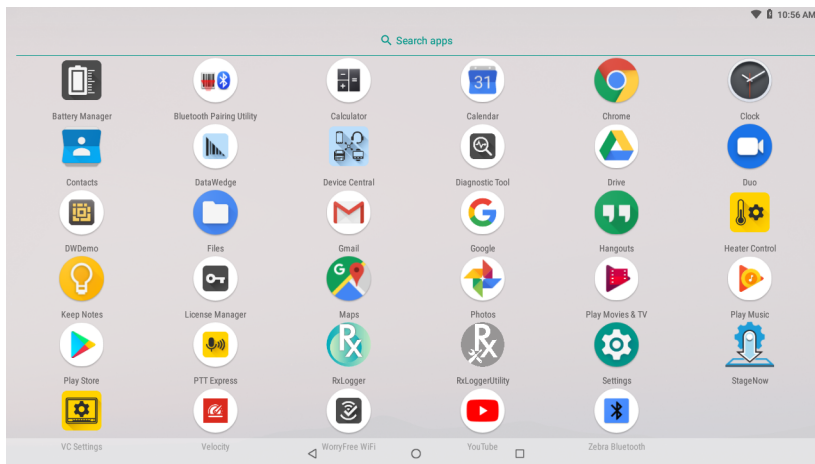 10:56 AM
Search apps
Battery Manager Bluetooth Pairing Utility Calculator Calendar Chrome Clock
31
Contacts DataWedge Device Central Diagnostic Tool Drive Duo
DWDemo Files Gmail Google Hangouts Heater Control
Keep Notes License Manager Maps Photos Play Movies & TV Play Music
Play Store PTT Express RxLogger RxLoggerUtility Settings StageNow
VC Settings Velocity WorryFree WiFi YouTube Zebra Bluetooth